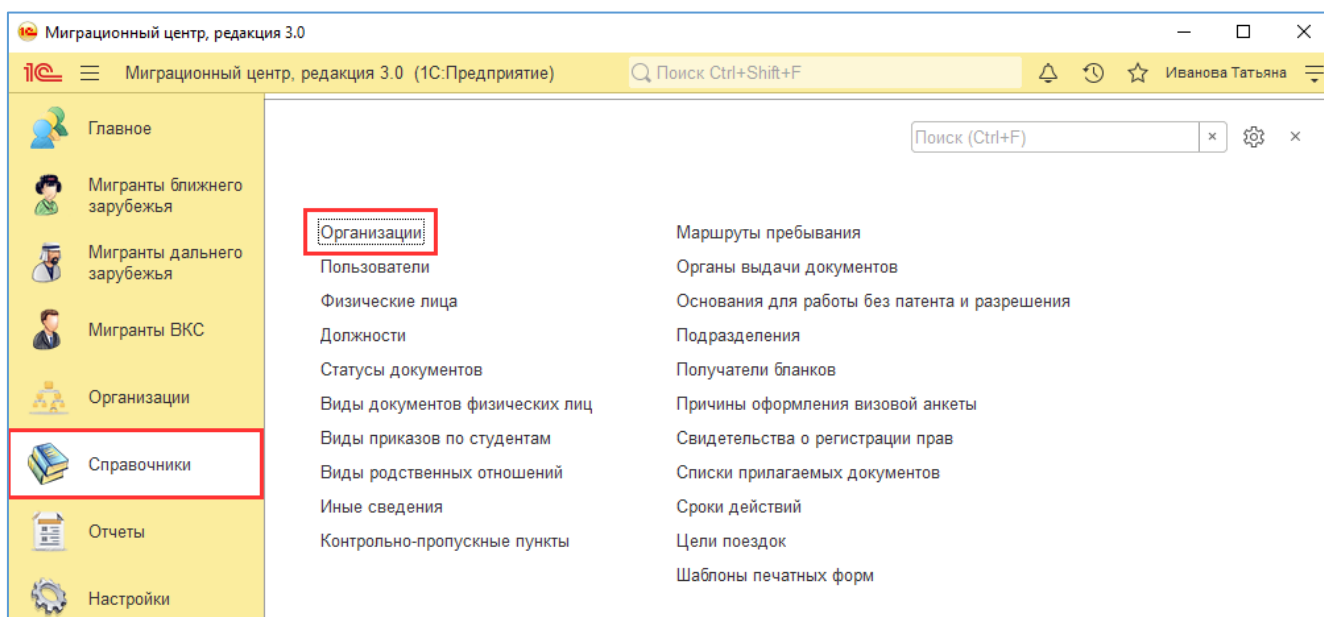 Миграционный центр, редакция 3.0
Миграционный центр, редакция 3.0 (1С:Предприятие)
Поиск Ctrl+Shift+F
Иванова Татьяна
Главное
Мигранты ближнего
зарубежья
Мигранты дальнего
зарубежья
Мигранты ВКС
Организации
Справочники
Отчеты
Настройки
Поиск (Ctrl+F)
Организации
Пользователи
Физические лица
Должности
Статусы документов
Виды документов физических лиц
Виды приказов по студентам
Виды родственных отношений
Иные сведения
Контрольно-пропускные пункты
Маршруты пребывания
Органы выдачи документов
Основания для работы без патента и разрешения
Подразделения
Получатели бланков
Причины оформления визовой анкеты
Свидетельства о регистрации прав
Списки прилагаемых документов
Сроки действий
Цели поездок
Шаблоны печатных форм